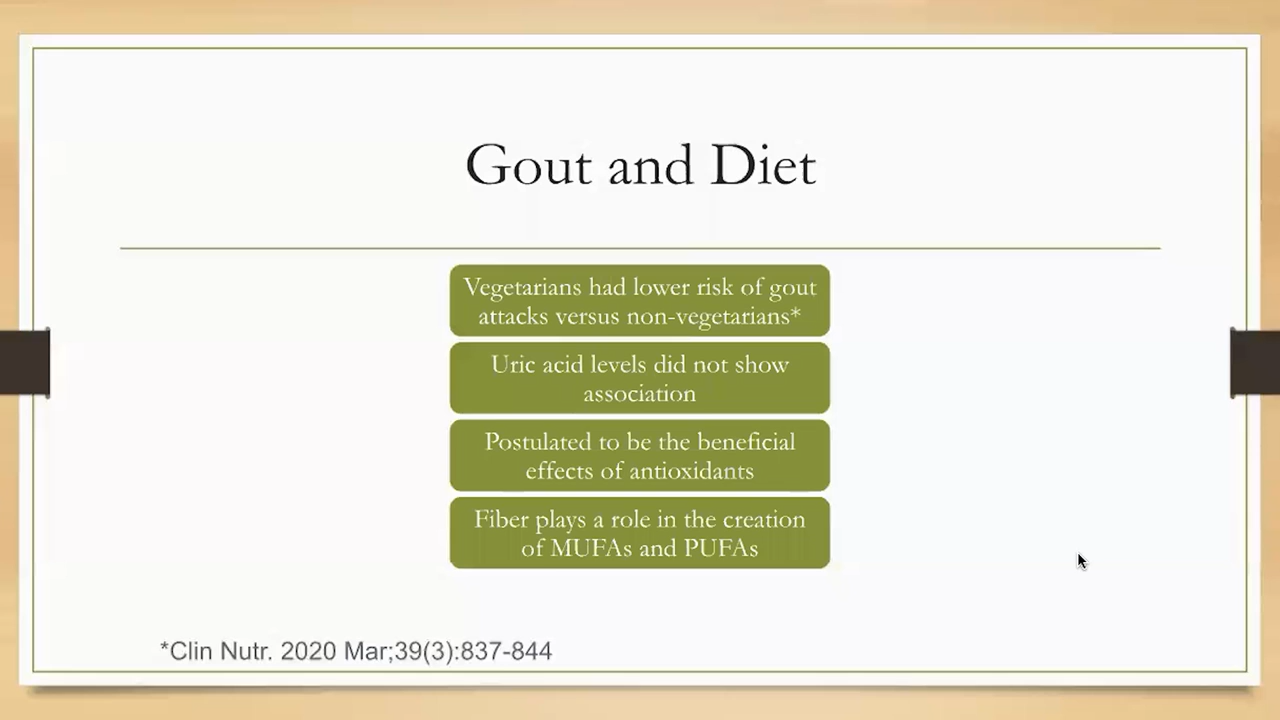 Gout and Diet
Vegetarians had lower risk of gout
attacks versus non-vegetarians*
Uric acid levels did not show
association
Postulated to be the beneficial
effects of antioxidants
Fiber plays a role in the creation
of MUFAs and PUFAs
*Clin Nutr. 2020 Mar;39(3):837-844